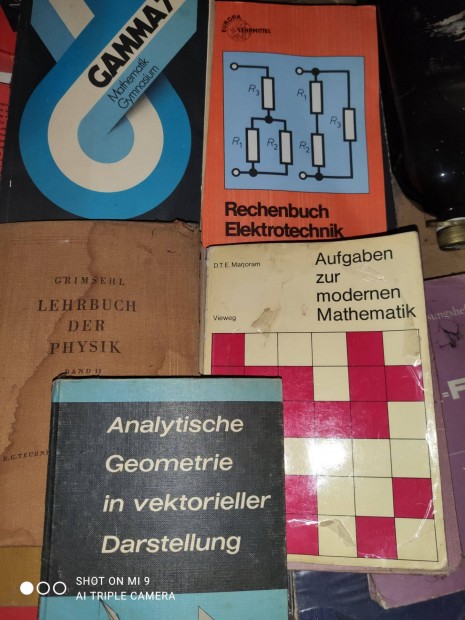 GAMMA 7
Mathematik
Gymnasium
EUROPA
LEHRMITTEL
R3
R1
R2
R1
R2
R3
Rechenbuch
Elektrotechnik
GRIMSEHL
LEHRBUCH
DER
PHYSIK
BAND II
D.T.E. Marjoram
Aufgaben
zur
modernen
Mathematik
Vieweg
Analytische
Geometrie
in vektorieller
Darstellung
SHOT ON MI 9
AI TRIPLE CAMERA